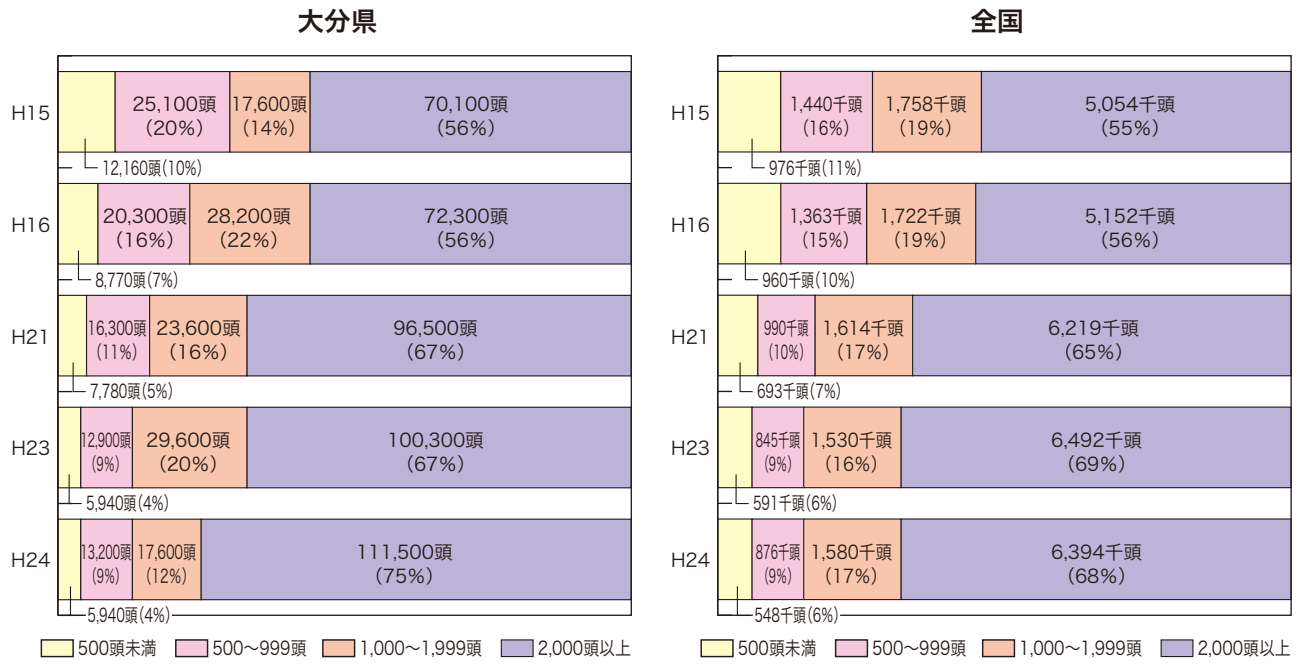 大分県
H15
25,100頭
(20%)
17,600頭
(14%)
70,100頭
(56%)
12,160頭(10%)
H16
20,300頭
(16%)
28,200頭
(22%)
72,300頭
(56%)
8,770頭(7%)
H21
16,300頭
(11%)
23,600頭
(16%)
96,500頭
(67%)
7,780頭(5%)
H23
12,900頭
(9%)
29,600頭
(20%)
100,300頭
(67%)
5,940頭(4%)
H24
13,200頭
(9%)
17,600頭
(12%)
111,500頭
(75%)
5,940頭(4%)
500頭未満 500〜999頭 1,000〜1,999頭 2,000頭以上
全国
H15
1,440千頭
(16%)
1,758千頭
(19%)
5,054千頭
(55%)
976千頭(11%)
H16
1,363千頭
(15%)
1,722千頭
(19%)
5,152千頭
(56%)
960千頭(10%)
H21
990千頭
(10%)
1,614千頭
(17%)
6,219千頭
(65%)
693千頭(7%)
H23
845千頭
(9%)
1,530千頭
(16%)
6,492千頭
(69%)
591千頭(6%)
H24
876千頭
(9%)
1,580千頭
(17%)
6,394千頭
(68%)
548千頭(6%)
500頭未満 500〜999頭 1,000〜1,999頭 2,000頭以上